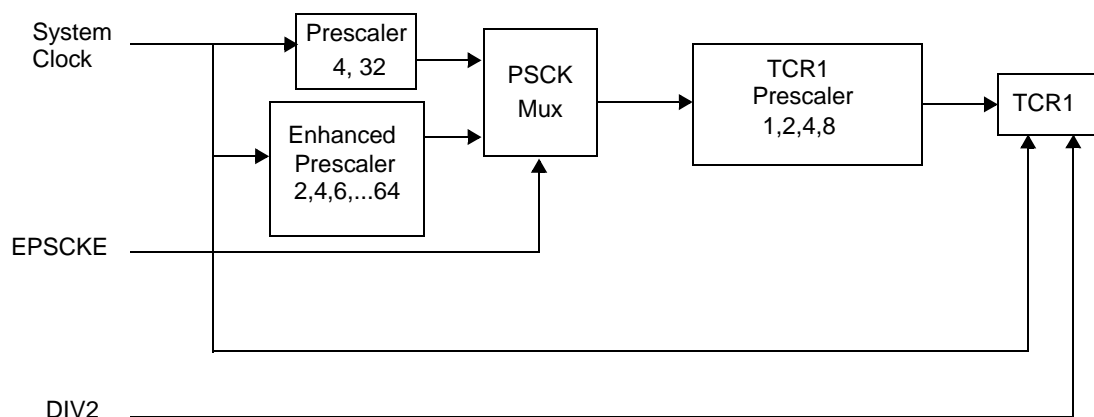 System
Clock
Prescaler
4, 32
PSCK
Mux
TCR1
Prescaler
1,2,4,8
TCR1
Enhanced
Prescaler
2,4,6,...64
EPSCKE
DIV2